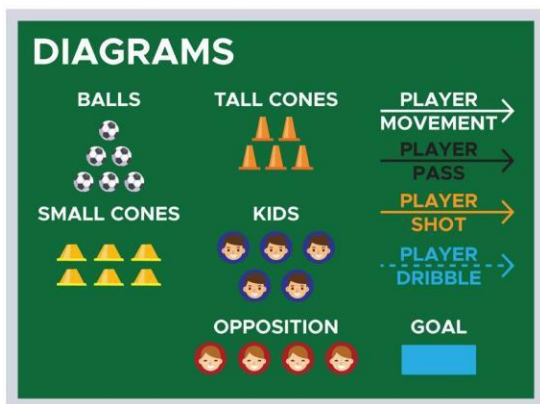 DIAGRAMS
BALLS
TALL CONES
PLAYER
MOVEMENT
PLAYER
PASS
SMALL CONES
KIDS
PLAYER
SHOT
PLAYER
DRIBBLE
OPPOSITION
GOAL